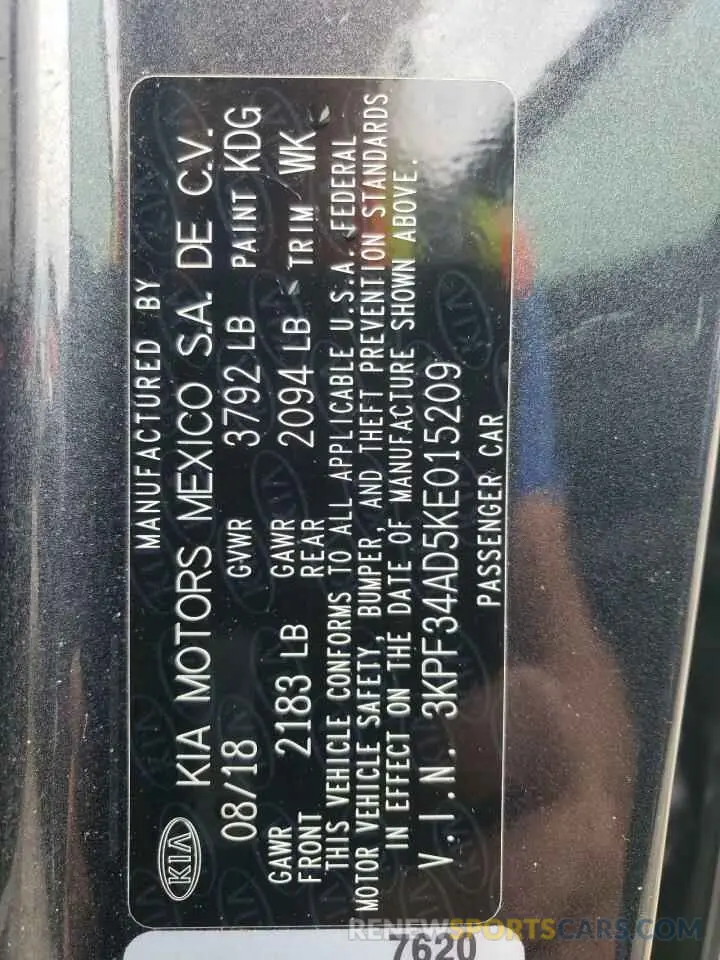 KIA
MANUFACTURED BY
KIA MOTORS MEXICO S.A. DE C.V.
08/18 GVWR 3792 LB PAINT KDG
GAWR FRONT 2183 LB GAWR REAR 2094 LB TRIM WK
THIS VEHICLE CONFORMS TO ALL APPLICABLE U.S.A. FEDERAL
MOTOR VEHICLE SAFETY, BUMPER, AND THEFT PREVENTION STANDARDS
IN EFFECT ON THE DATE OF MANUFACTURE SHOWN ABOVE.
V.I.N. 3KPF34AD5KE015209
PASSENGER CAR
7620
RENEWSPORTSCARS.COM